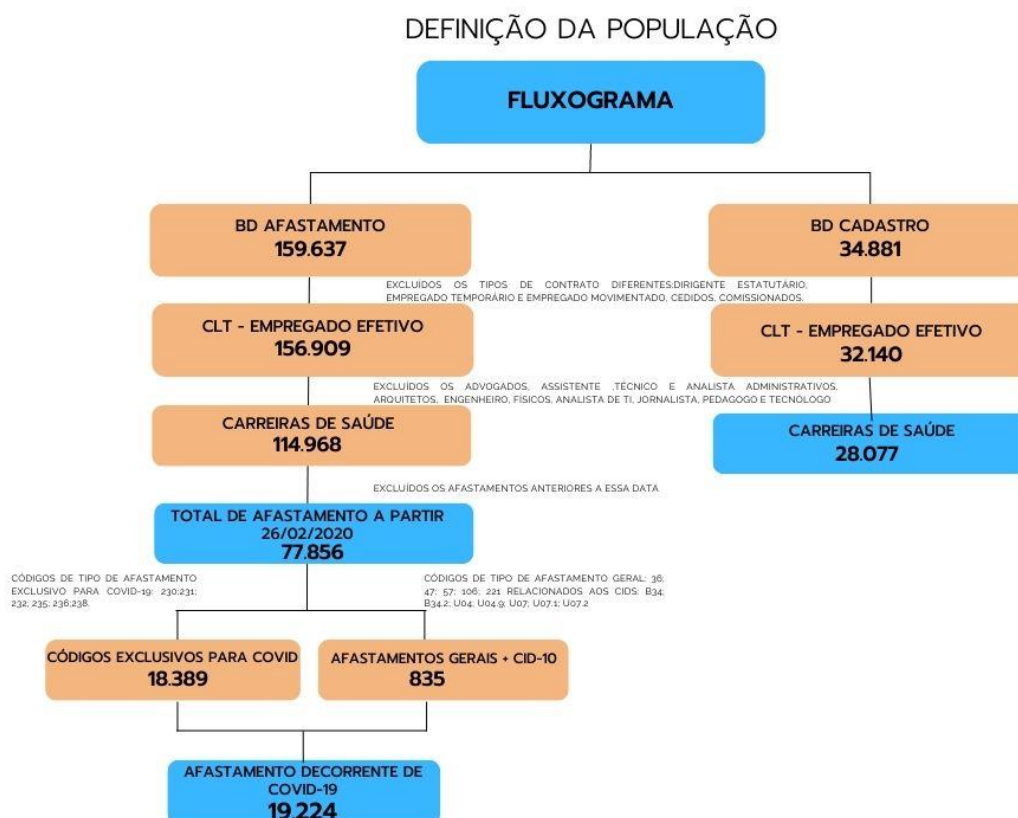 DEFINIÇÃO DA POPULAÇÃO
FLUXOGRAMA
BD AFASTAMENTO
159.637
BD CADASTRO
34.881
EXCLUÍDOS OS TIPOS DE CONTRATO DIFERENTES:DIRIGENTE ESTATUTÁRIO,
EMPREGADO TEMPORÁRIO E EMPREGADO MOVIMENTADO, CEDIDOS, COMISSIONADOS.
CLT - EMPREGADO EFETIVO
156.909
CLT - EMPREGADO EFETIVO
32.140
EXCLUÍDOS OS ADVOGADOS, ASSISTENTE ,TÉCNICO E ANALISTA ADMINISTRATIVOS,
ARQUITETOS, ENGENHEIRO, FÍSICOS, ANALISTA DE TI, JORNALISTA, PEDAGOGO E TECNÓLOGO
CARREIRAS DE SAÚDE
114.968
CARREIRAS DE SAÚDE
28.077
EXCLUÍDOS OS AFASTAMENTOS ANTERIORES A ESSA DATA
TOTAL DE AFASTAMENTO A PARTIR
26/02/2020
77.856
CÓDIGOS DE TIPO DE AFASTAMENTO
EXCLUSIVO PARA COVID-19: 230;231;
232; 235; 236;238.
CÓDIGOS DE TIPO DE AFASTAMENTO GERAL: 36;
47; 57; 106; 221 RELACIONADOS AOS CIDS: B34;
B34.2; U04; U04.9; U07; U07.1; U07.2
CÓDIGOS EXCLUSIVOS PARA COVID
18.389
AFASTAMENTOS GERAIS + CID-10
835
AFASTAMENTO DECORRENTE DE
COVID-19
19.224